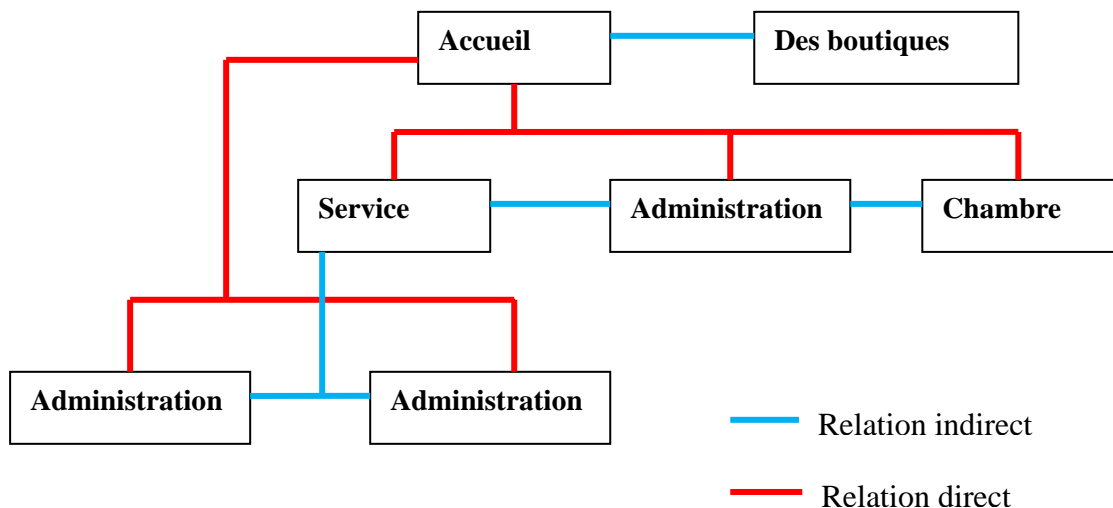 Accueil
Des boutiques
Service
Administration
Chambre
Administration
Administration
Relation indirect
Relation direct